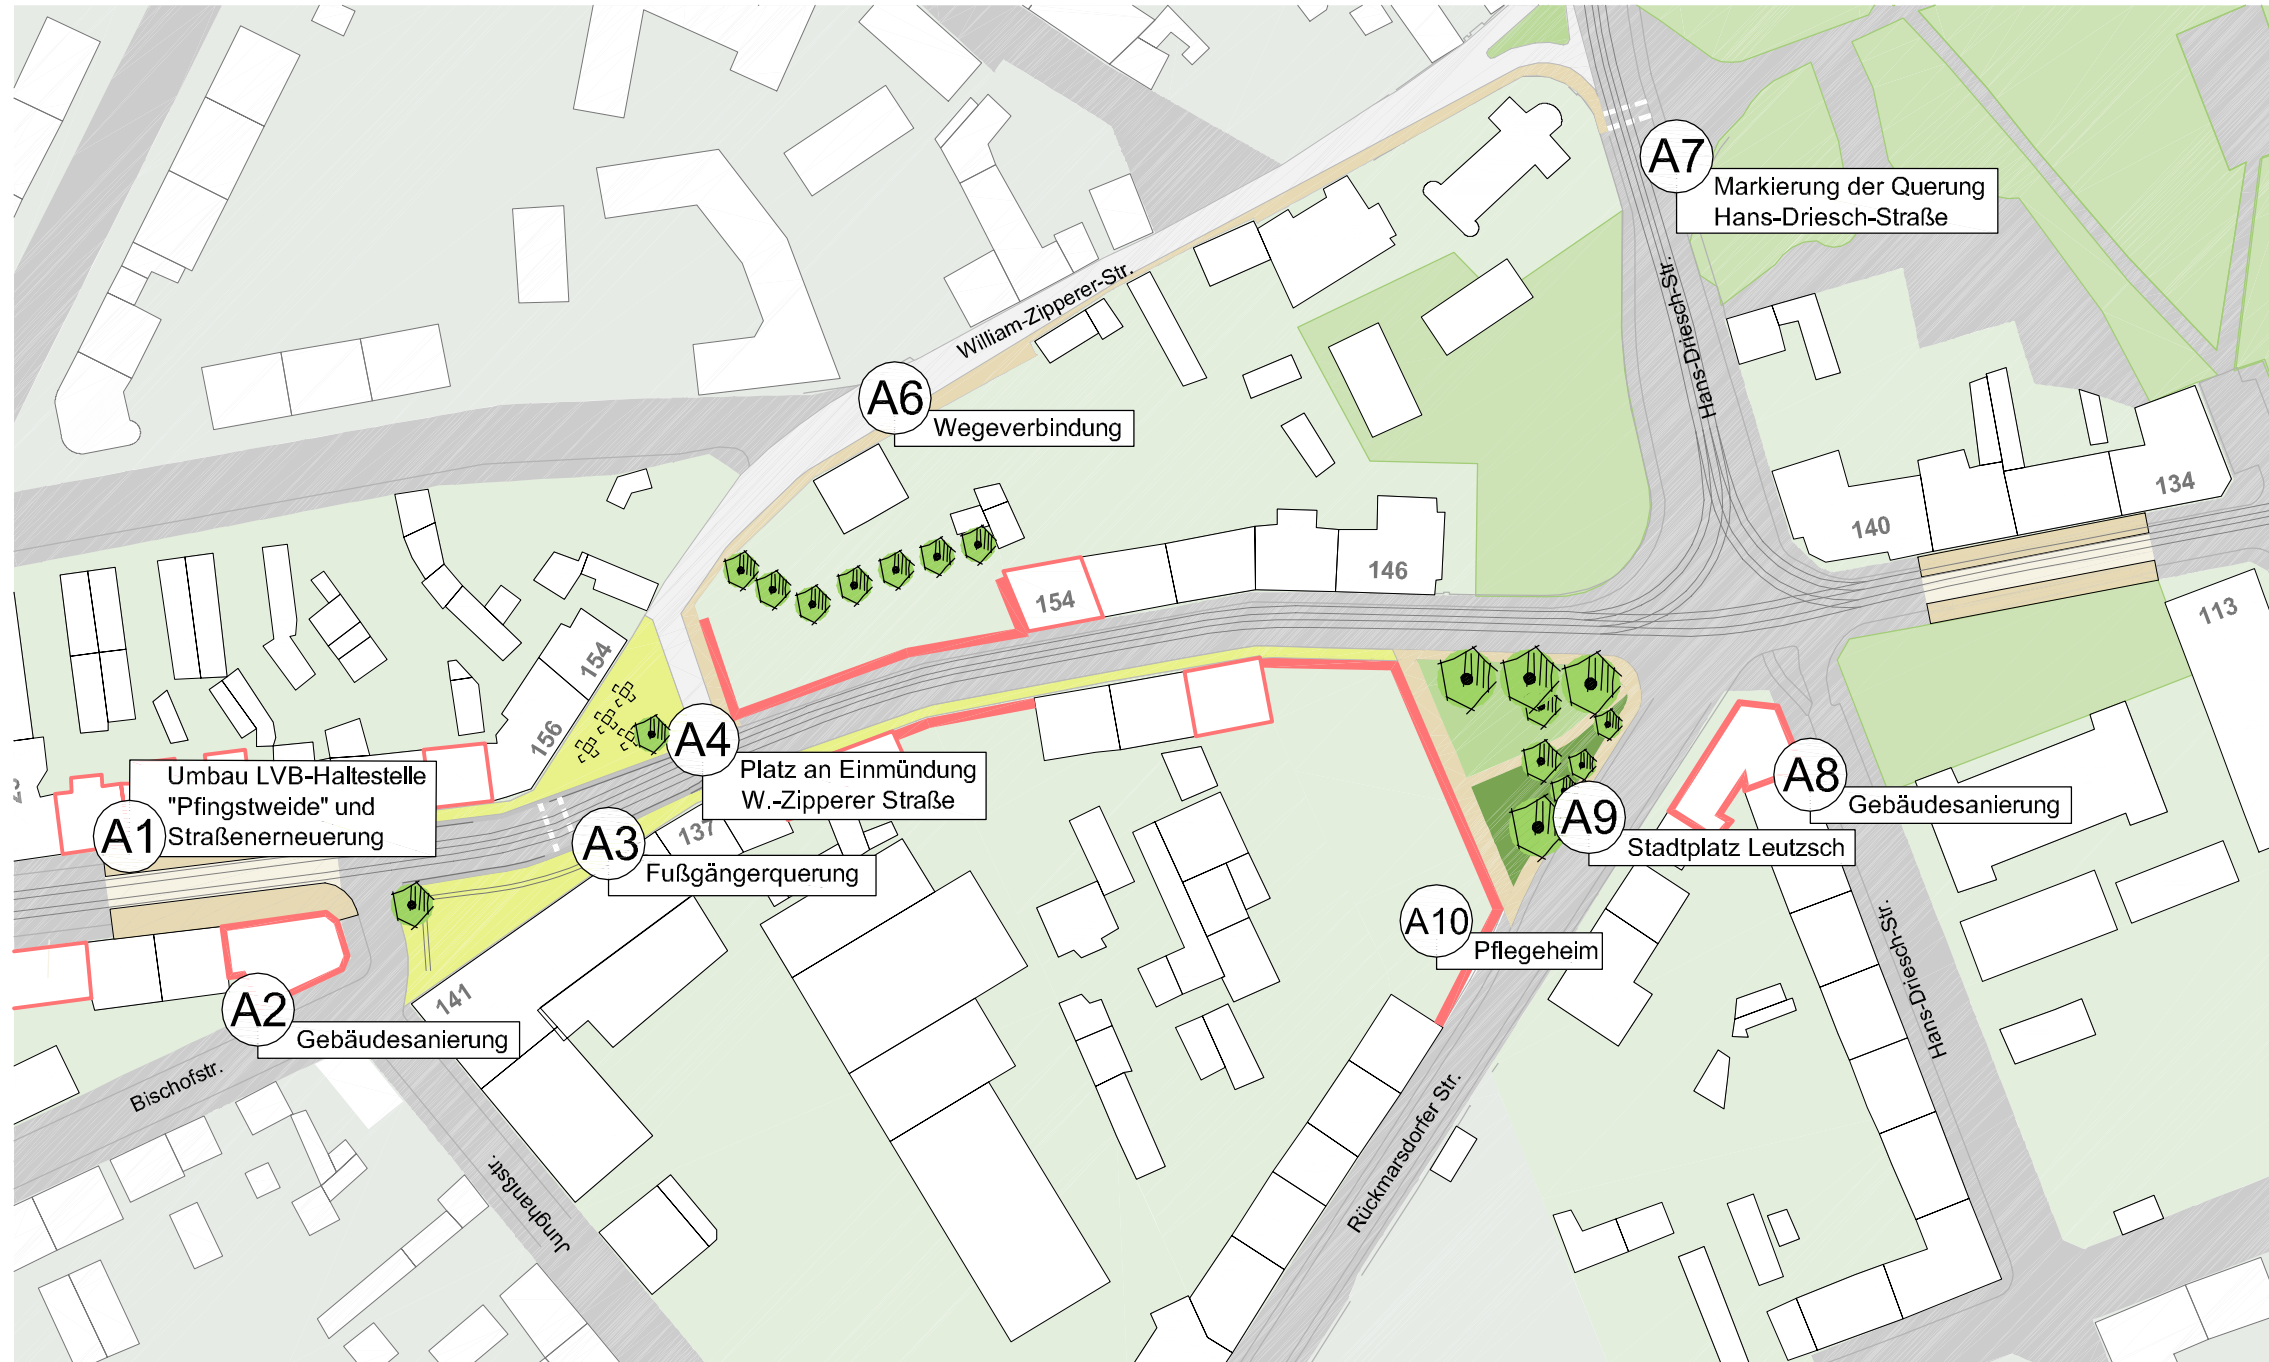 A7
Markierung der Querung
Hans-Driesch-Straße
William-Zipperer-Str.
Hans-Driesch-Str.
A6
Wegeverbindung
134
140
146
154
113
154
156
A4
Platz an Einmündung
W.-Zipperer Straße
A1
Umbau LVB-Haltestelle
"Pfingstweide" und
Straßenerneuerung
137
A3
Fußgängerquerung
A8
Gebäudesanierung
A9
Stadtplatz Leutzsch
A10
Pflegeheim
A2
Gebäudesanierung
141
Hans-Driesch-Str.
Bischofstr.
Junghanßstr.
Rückmarsdorfer Str.